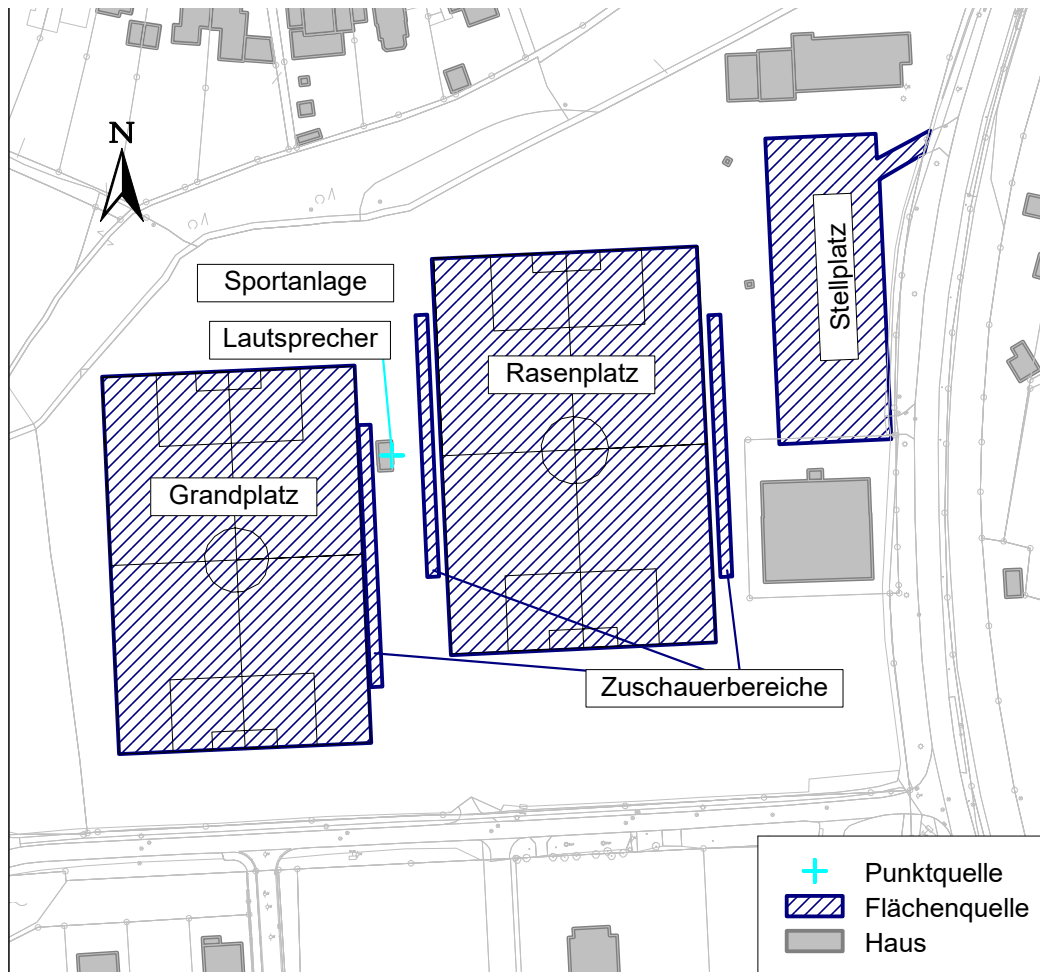 N
Sportanlage
Lautsprecher
Rasenplatz
Grandplatz
Stellplatz
Zuschauerbereiche
Punktquelle
Flächenquelle
Haus